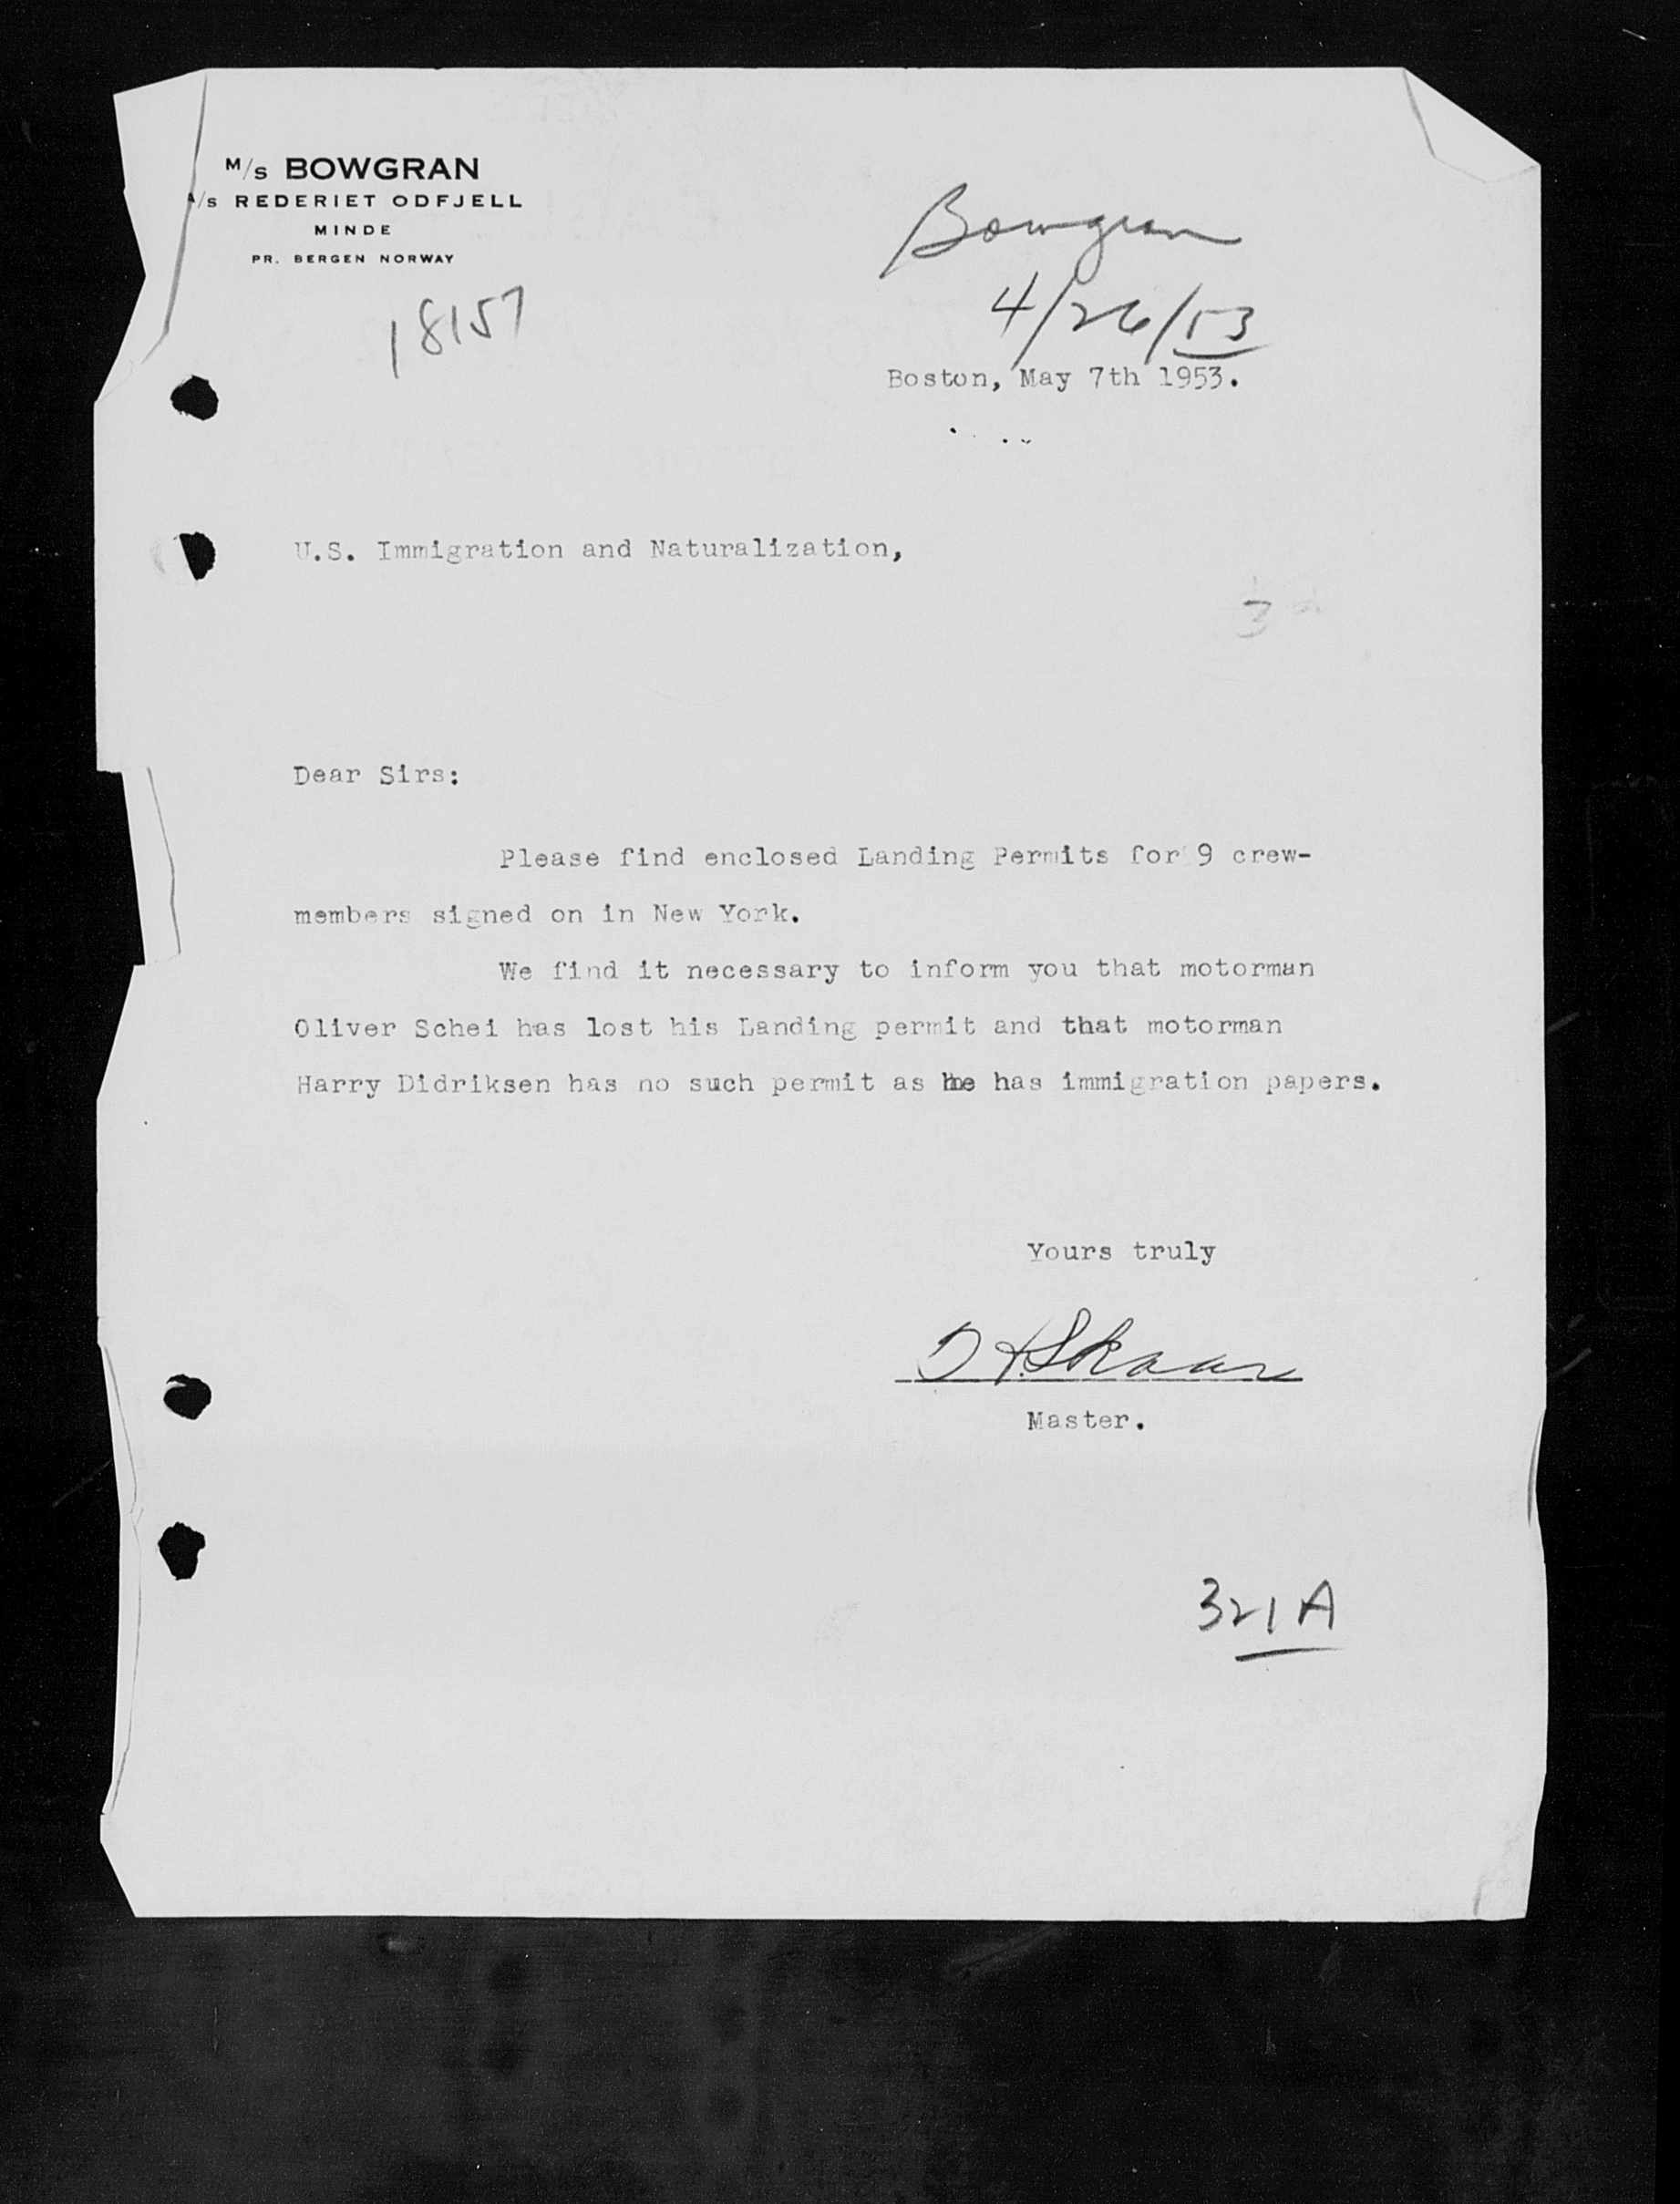 M/s BOWGRAN
A/s REDERIET ODFJELL
MINDE
PR. BERGEN NORWAY
Bowgran
18157
4/26/53
Boston, May 7th 1953.
U.S. Immigration and Naturalization,
3
Dear Sirs:
Please find enclosed Landing Permits for 9 crew-
members signed on in New York.
We find it necessary to inform you that motorman
Oliver Schei has lost his Landing permit and that motorman
Harry Didriksen has no such permit as he has immigration papers.
Yours truly
Skaar
Master.
321A